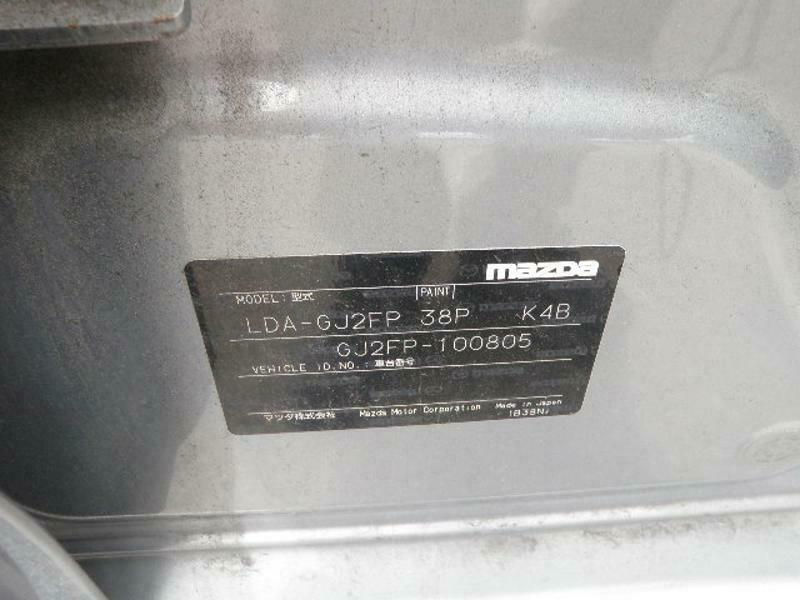 mazda
MODEL:型式 PAINT
LDA-GJ2FP 38P K4B
GJ2FP-100805
VEHICLE ID.NO.:車台番号
マツダ株式会社 Mazda Motor Corporation Made in Japan